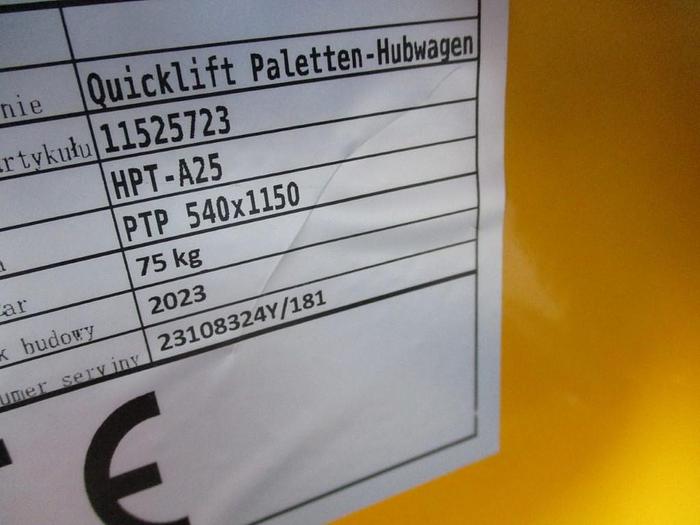 nie Quicklift Paletten-Hubwagen
rtykułu 11525723
HPT-A25
PTP 540x1150
75 kg
ar 2023
k budowy 23108324Y/181
umer seryjny
CE